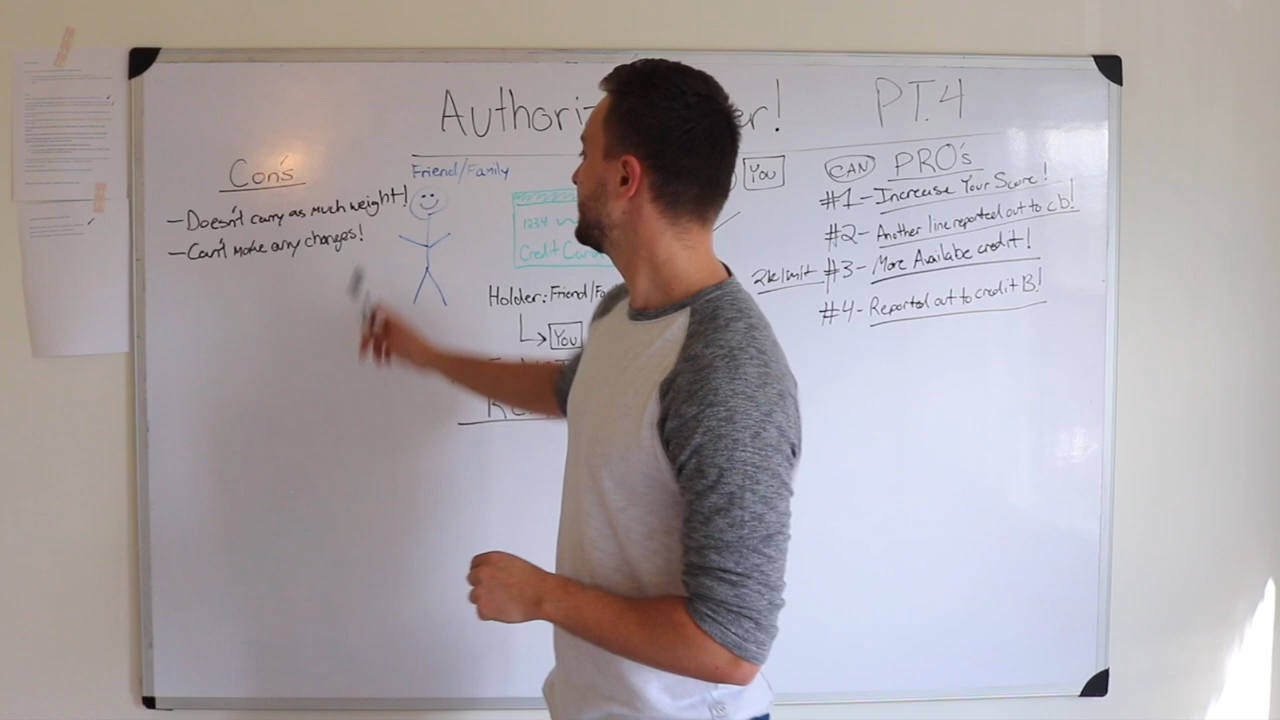 Authoriz er! PT.4
Con's
- Doesn't carry as much weight!
- Can't make any changes!
Friend/Family
1234
Credit Card
Holder: Friend/Fa
You
You
CAN PRO's
#1- Increase Your Score!
#2- Another line reported out to cb!
2k limit #3- More Availabe credit!
#4- Reported out to credit B!